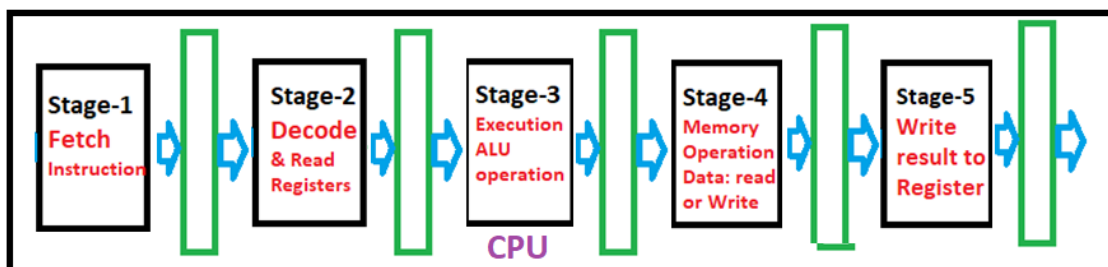 Stage-1
Fetch
Instruction
Stage-2
Decode
& Read
Registers
Stage-3
Execution
ALU
operation
Stage-4
Memory
Operation
Data: read
or Write
Stage-5
Write
result to
Register
CPU